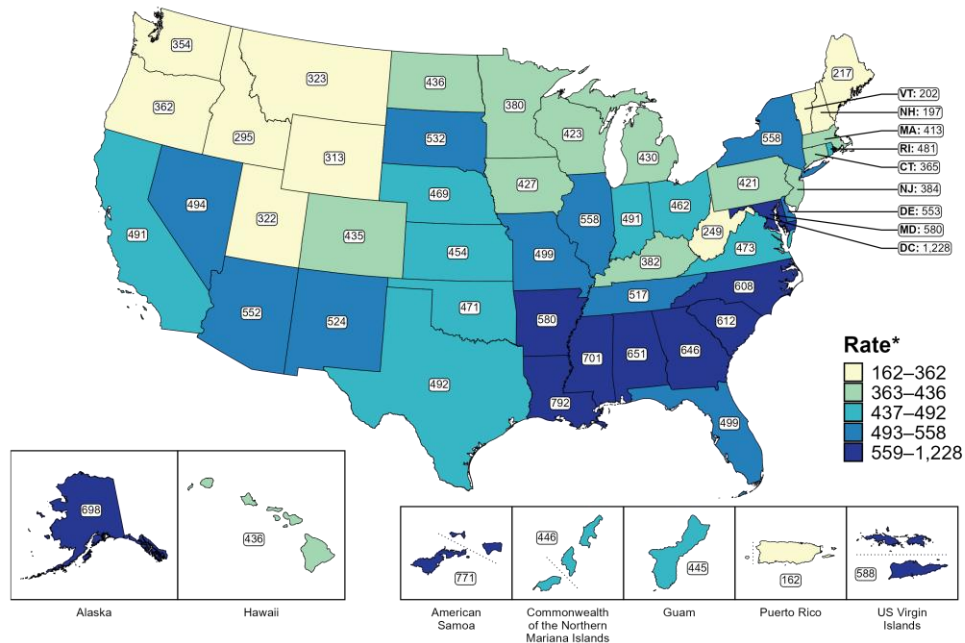 354
323
436
380
217
VT: 202
NH: 197
MA: 413
RI: 481
CT: 365
NJ: 384
DE: 553
MD: 580
DC: 1,228
362
295
313
532
423
430
558
427
421
469
494
322
435
491
558
491
462
249
454
499
473
382
552
524
471
580
517
608
612
701
651
646
492
792
499
Rate*
162–362
363–436
437–492
493–558
559–1,228
698
436
771
446
445
162
588
Alaska
Hawaii
American
Samoa
Commonwealth
of the Northern
Mariana Islands
Guam
Puerto Rico
US Virgin
Islands